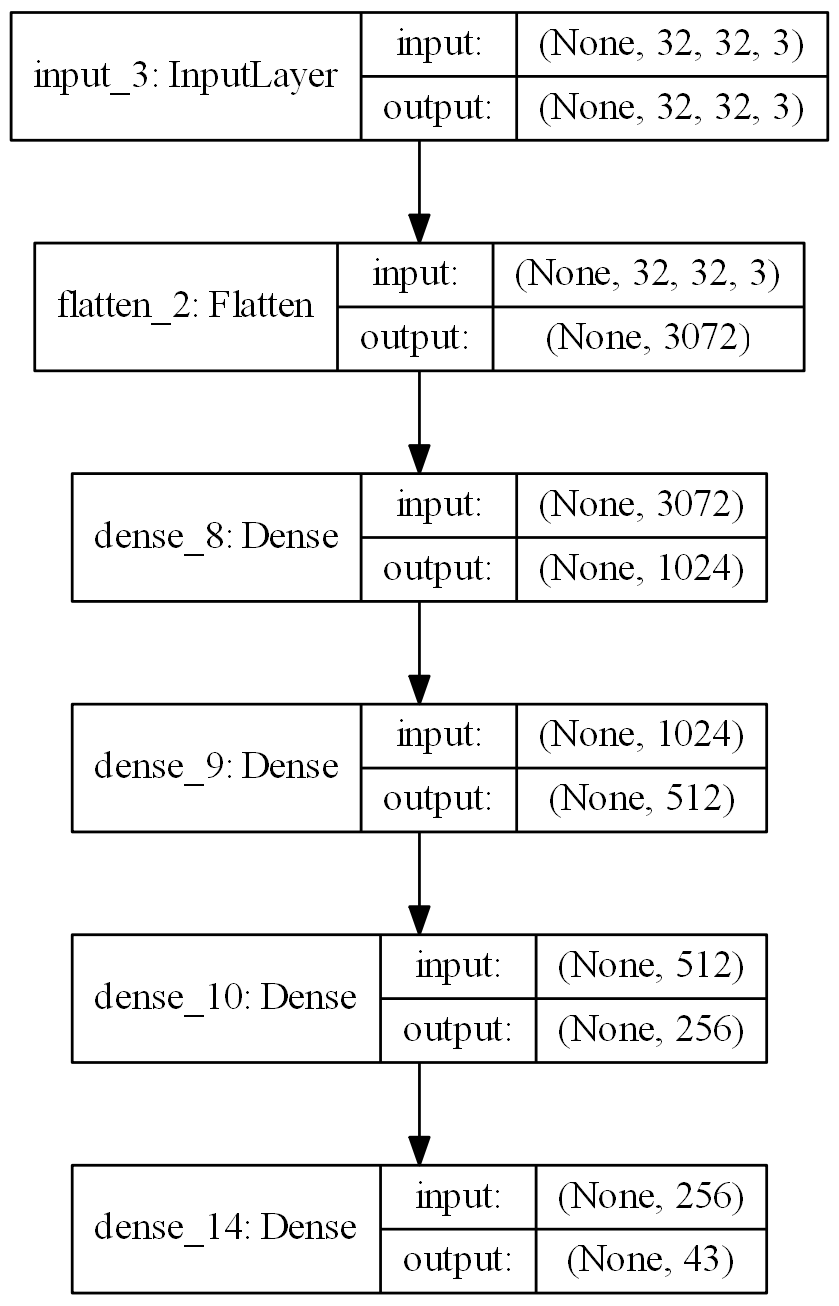 input_3: InputLayer
input: (None, 32, 32, 3)
output: (None, 32, 32, 3)
flatten_2: Flatten
input: (None, 32, 32, 3)
output: (None, 3072)
dense_8: Dense
input: (None, 3072)
output: (None, 1024)
dense_9: Dense
input: (None, 1024)
output: (None, 512)
dense_10: Dense
input: (None, 512)
output: (None, 256)
dense_14: Dense
input: (None, 256)
output: (None, 43)